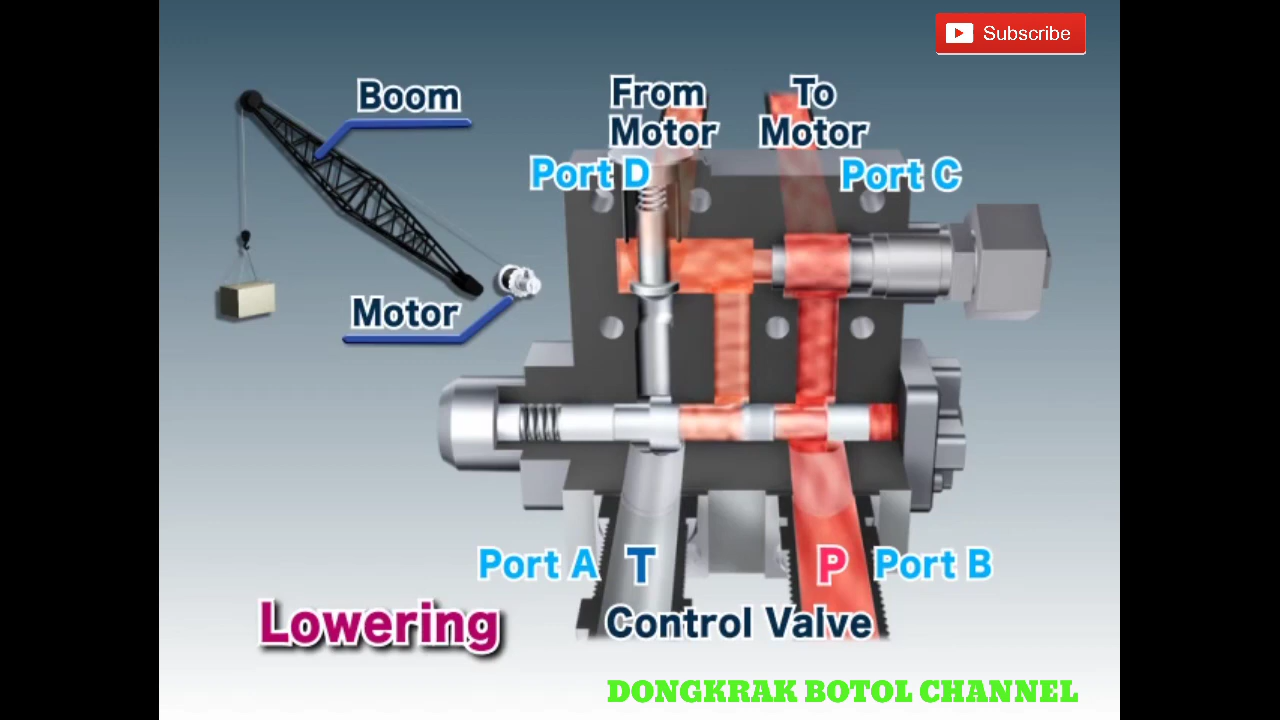 Subscribe
Boom
From
Motor
To
Motor
Port D
Port C
Motor
Port A
T
P
Port B
Lowering
Control Valve
DONGKRAK BOTOL CHANNEL